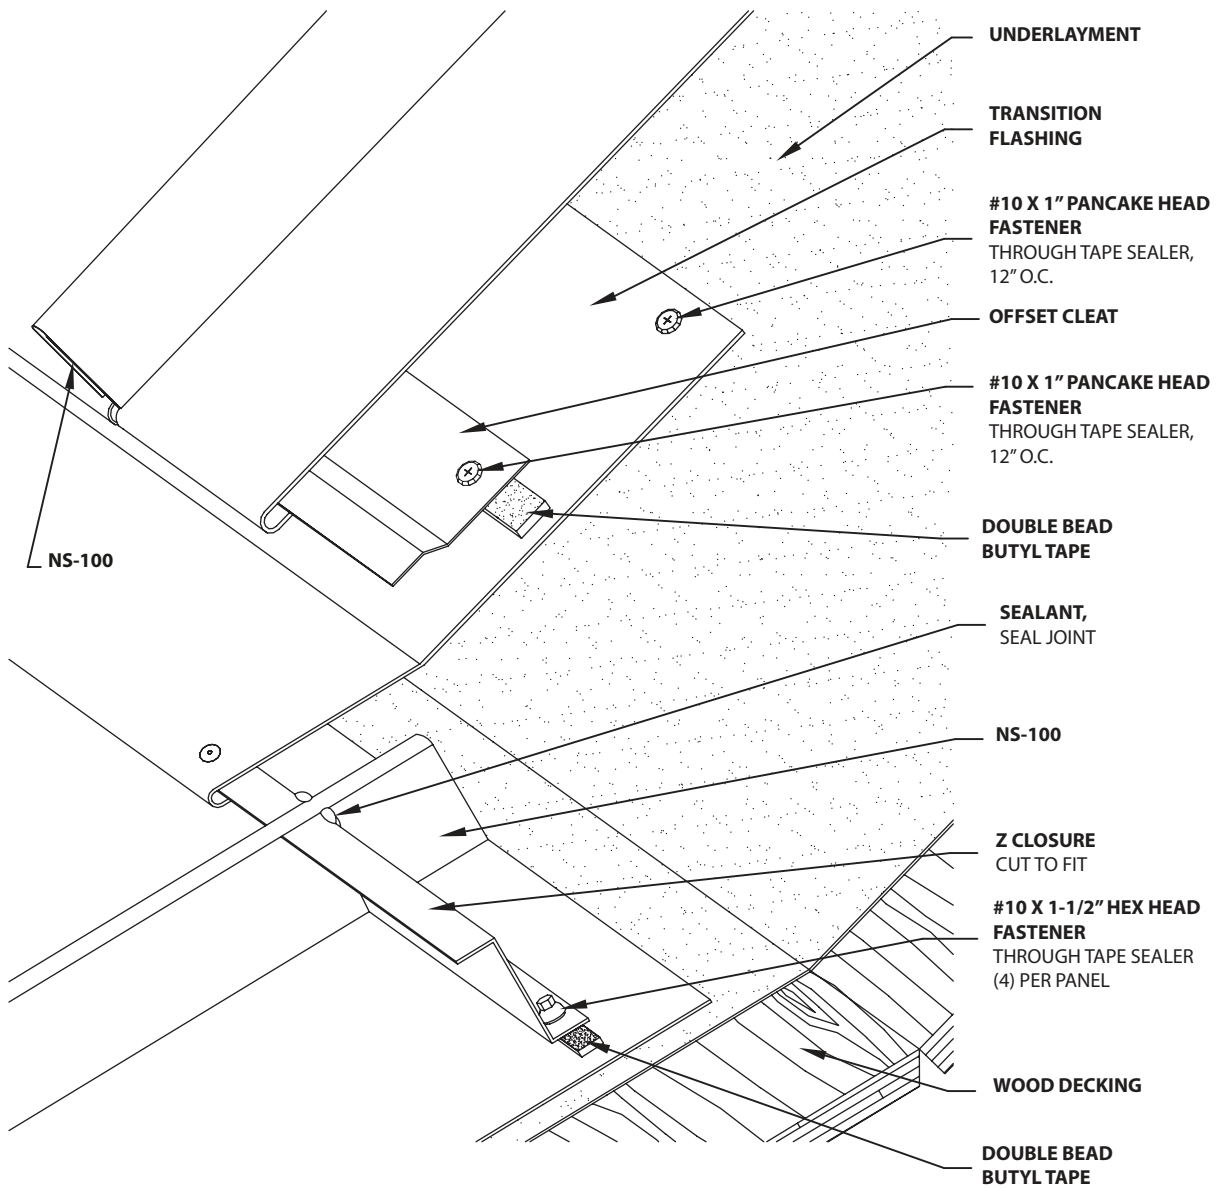 UNDERLAYMENT
TRANSITION
FLASHING
#10 X 1" PANCAKE HEAD
FASTENER
THROUGH TAPE SEALER,
12" O.C.
OFFSET CLEAT
#10 X 1" PANCAKE HEAD
FASTENER
THROUGH TAPE SEALER,
12" O.C.
DOUBLE BEAD
BUTYL TAPE
NS-100
SEALANT,
SEAL JOINT
NS-100
Z CLOSURE
CUT TO FIT
#10 X 1-1/2" HEX HEAD
FASTENER
THROUGH TAPE SEALER
(4) PER PANEL
WOOD DECKING
DOUBLE BEAD
BUTYL TAPE